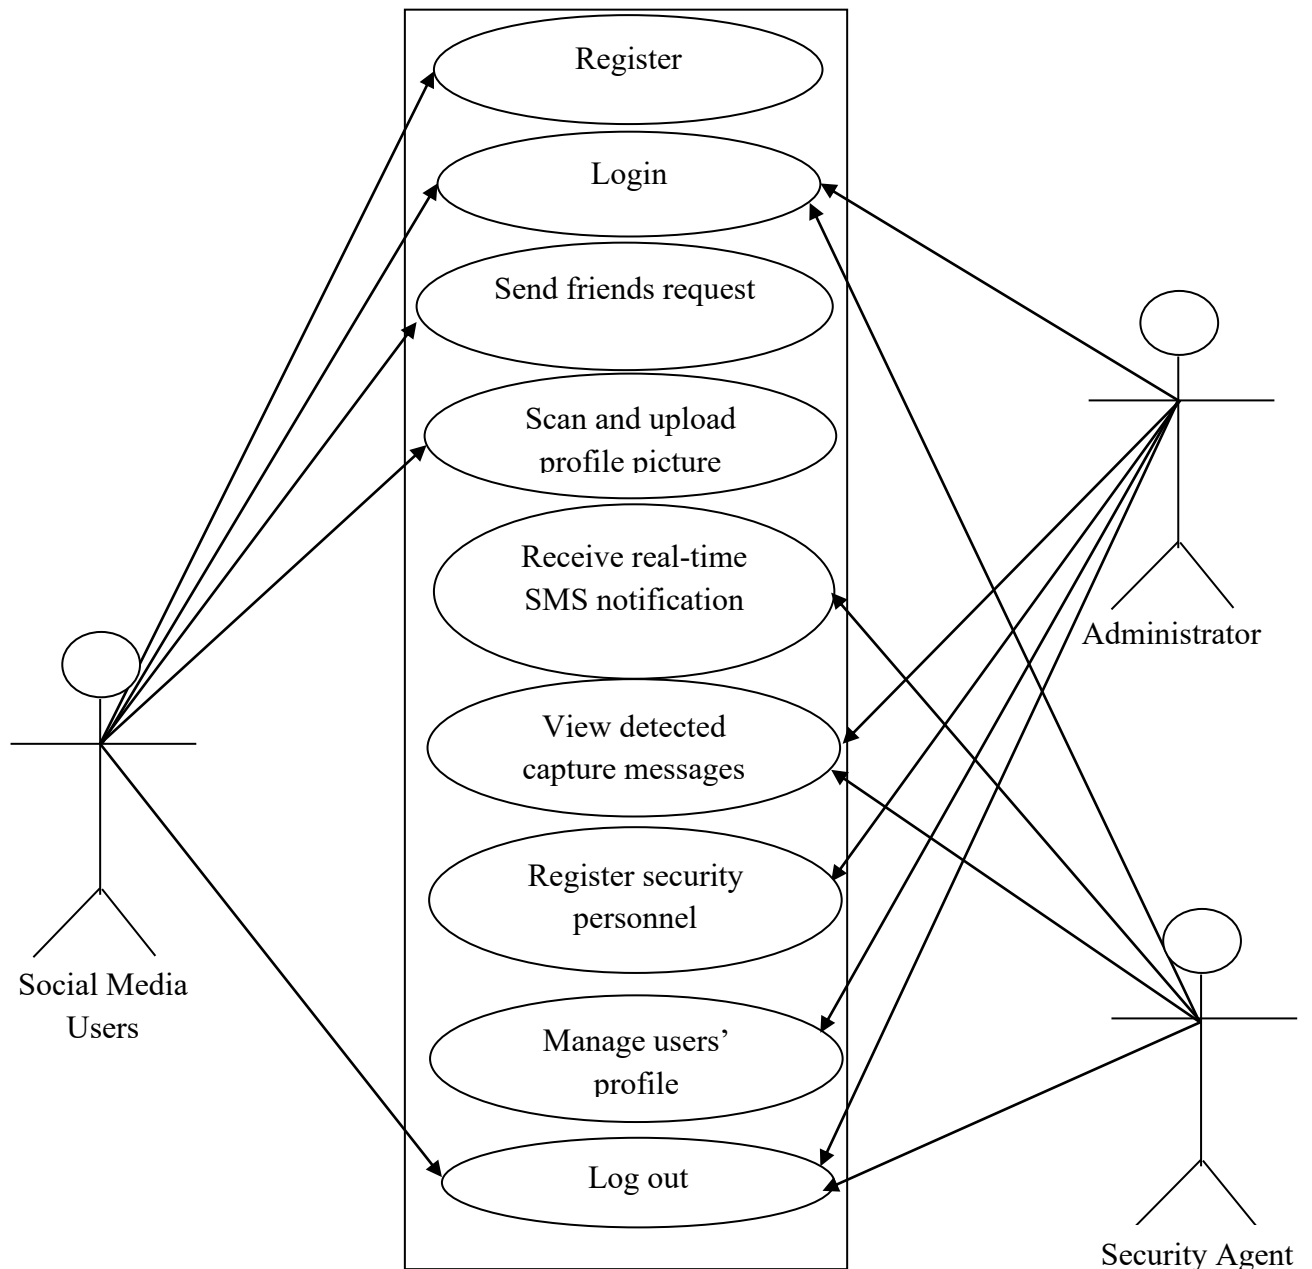 Register
Login
Send friends request
Scan and upload
profile picture
Receive real-time
SMS notification
Administrator
View detected
capture messages
Register security
personnel
Social Media
Users
Manage users’
profile
Log out
Security Agent